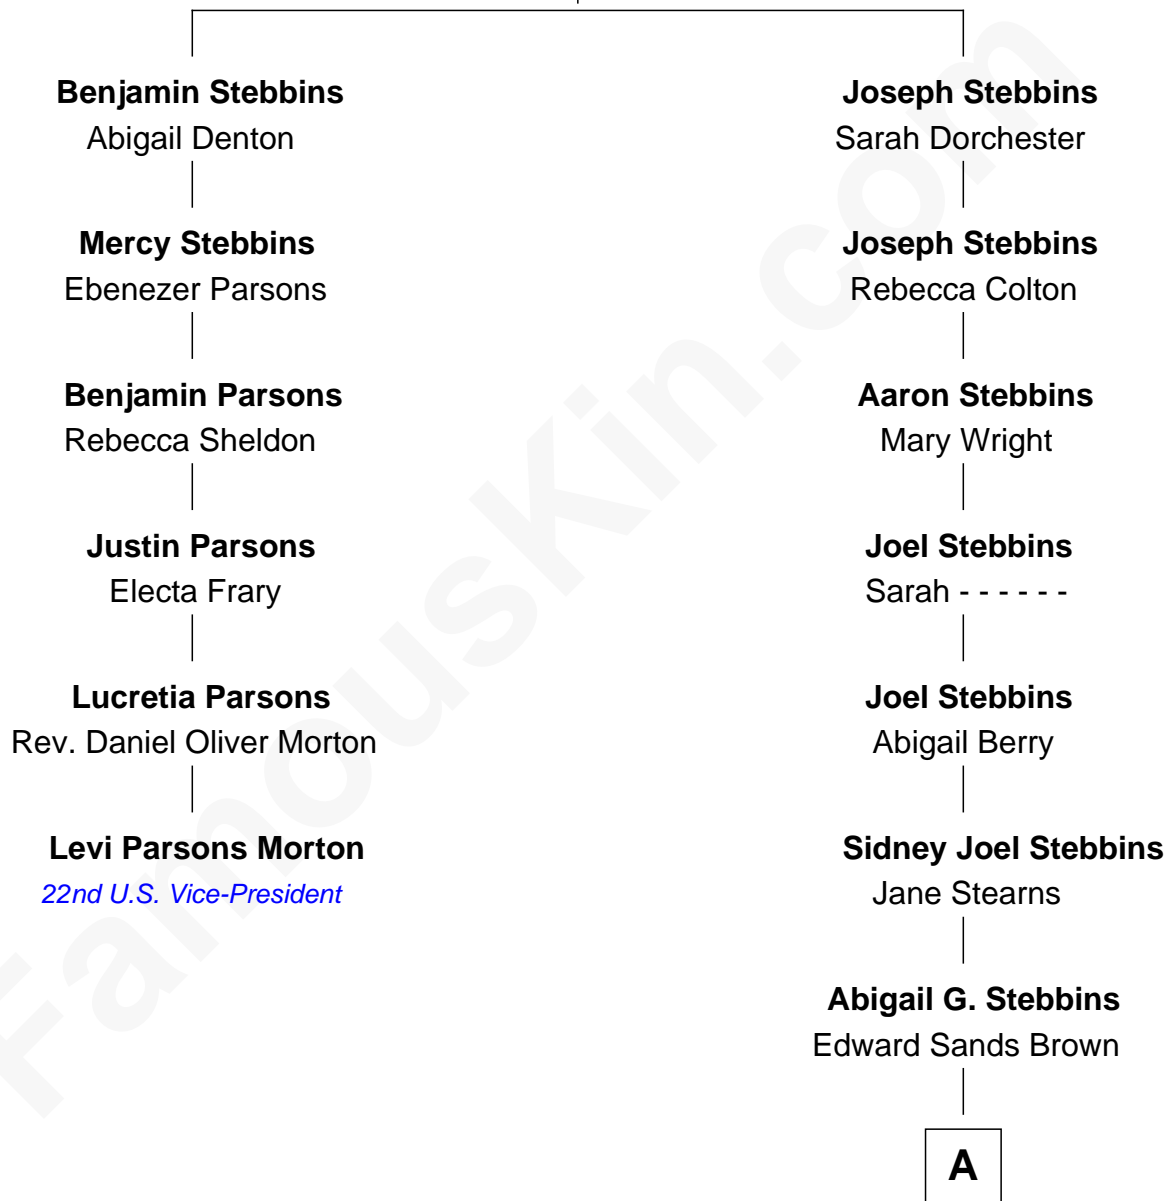 Benjamin Stebbins
Abigail Denton
Mercy Stebbins
Ebenezer Parsons
Benjamin Parsons
Rebecca Sheldon
Justin Parsons
Electa Frary
Lucretia Parsons
Rev. Daniel Oliver Morton
Levi Parsons Morton
22nd U.S. Vice-President
Joseph Stebbins
Sarah Dorchester
Joseph Stebbins
Rebecca Colton
Aaron Stebbins
Mary Wright
Joel Stebbins
Sarah - - - - - -
Joel Stebbins
Abigail Berry
Sidney Joel Stebbins
Jane Stearns
Abigail G. Stebbins
Edward Sands Brown
A
FamousKin.com